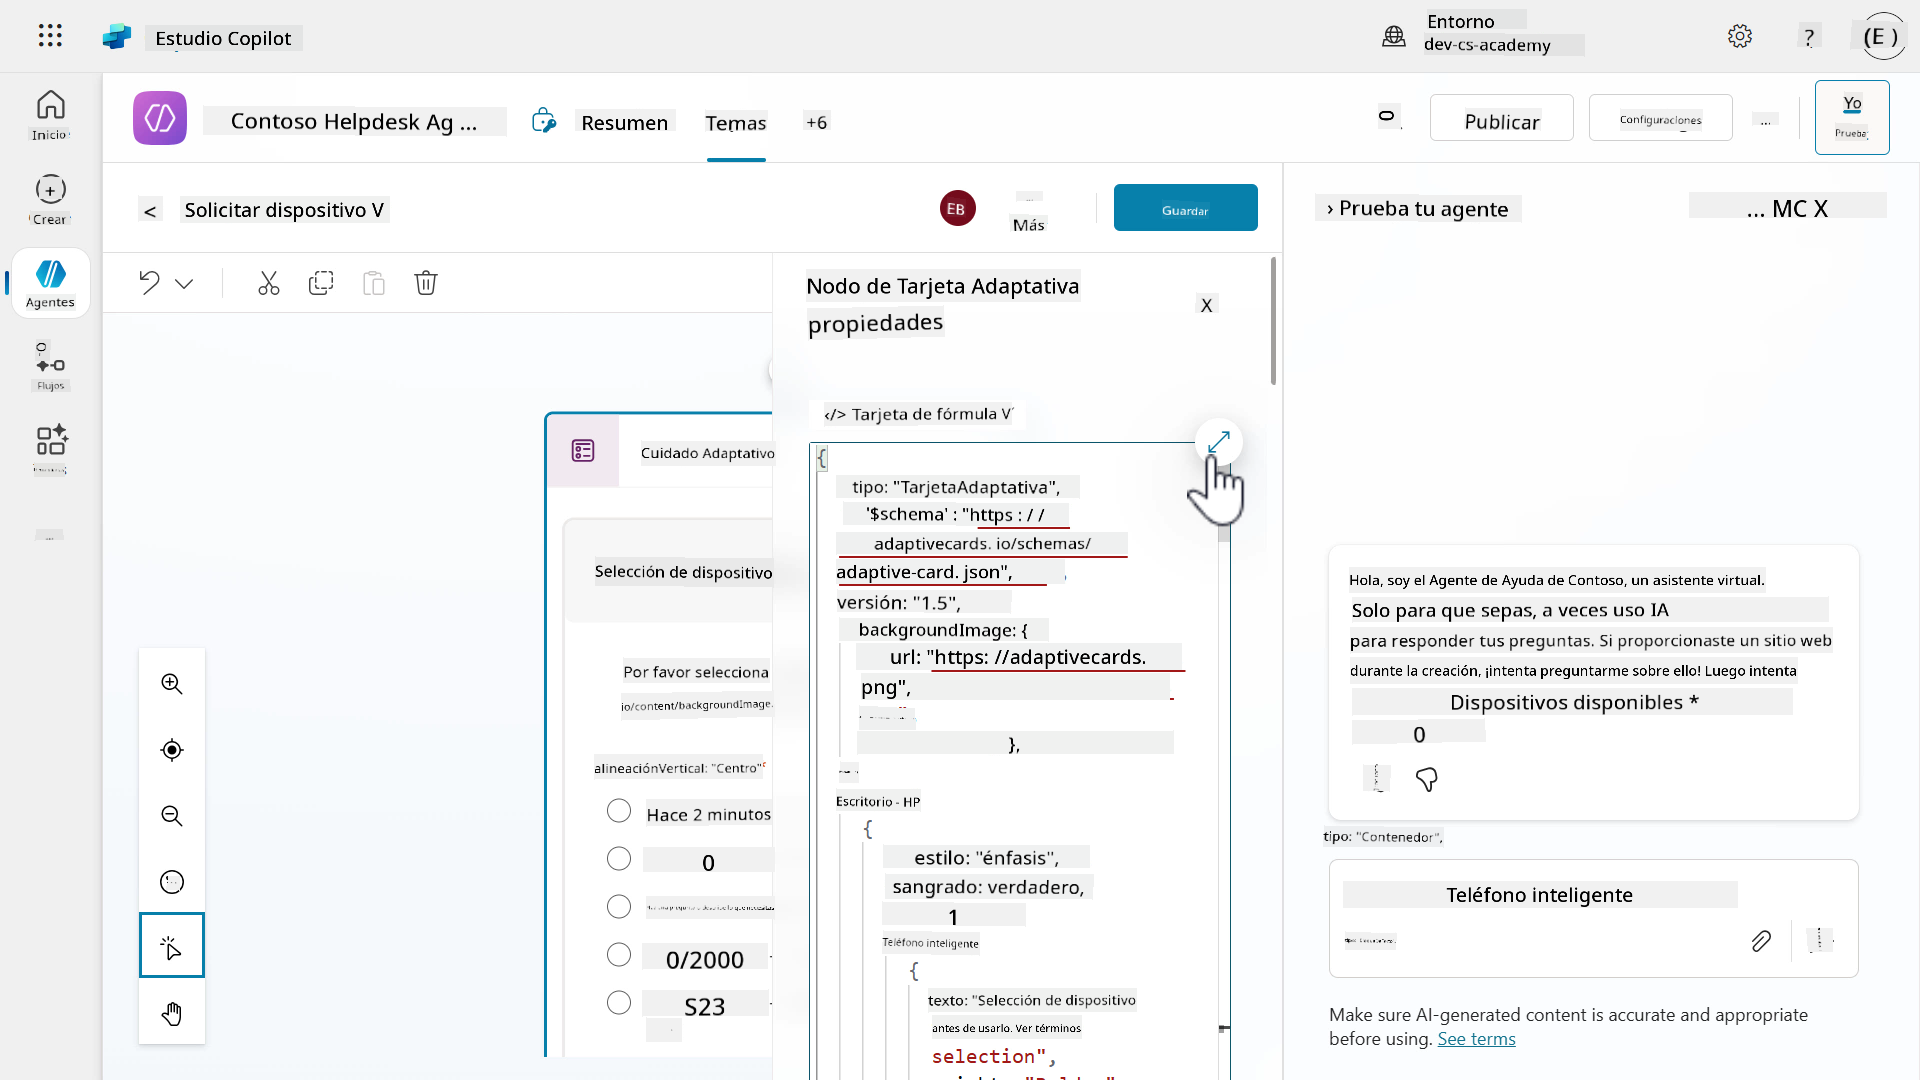 Estudio Copilot
Entorno
dev-cs-academy
?
(E )
Inicio
Crear
Agentes
Flujos
Contoso Helpdesk Ag ...
Resumen
Temas
+6
Publicar
Configuraciones
...
Yo
Prueba
< Solicitar dispositivo V
EB
...
Más
Guardar
› Prueba tu agente
... MC X
Nodo de Tarjeta Adaptativa
propiedades
X
</> Tarjeta de fórmula V
Cuidado Adaptativo
Selección de dispositivo
Por favor selecciona
io/content/backgroundImage.
alineaciónVertical: "Centro"
Hace 2 minutos
0
0/2000
S23
{
tipo: "TarjetaAdaptativa",
'$schema' : "https : / /
adaptivecards. io/schemas/
adaptive-card. json",
versión: "1.5",
backgroundImage: {
url: "https: //adaptivecards.
png",
},
Escritorio - HP
{
estilo: "énfasis",
sangrado: verdadero,
1
Teléfono inteligente
{
texto: "Selección de dispositivo
antes de usarlo. Ver términos
selection",
Hola, soy el Agente de Ayuda de Contoso, un asistente virtual.
Solo para que sepas, a veces uso IA
para responder tus preguntas. Si proporcionaste un sitio web
durante la creación, ¡intenta preguntarme sobre ello! Luego intenta
Dispositivos disponibles *
0
tipo: "Contenedor",
Teléfono inteligente
Make sure AI-generated content is accurate and appropriate
before using. See terms